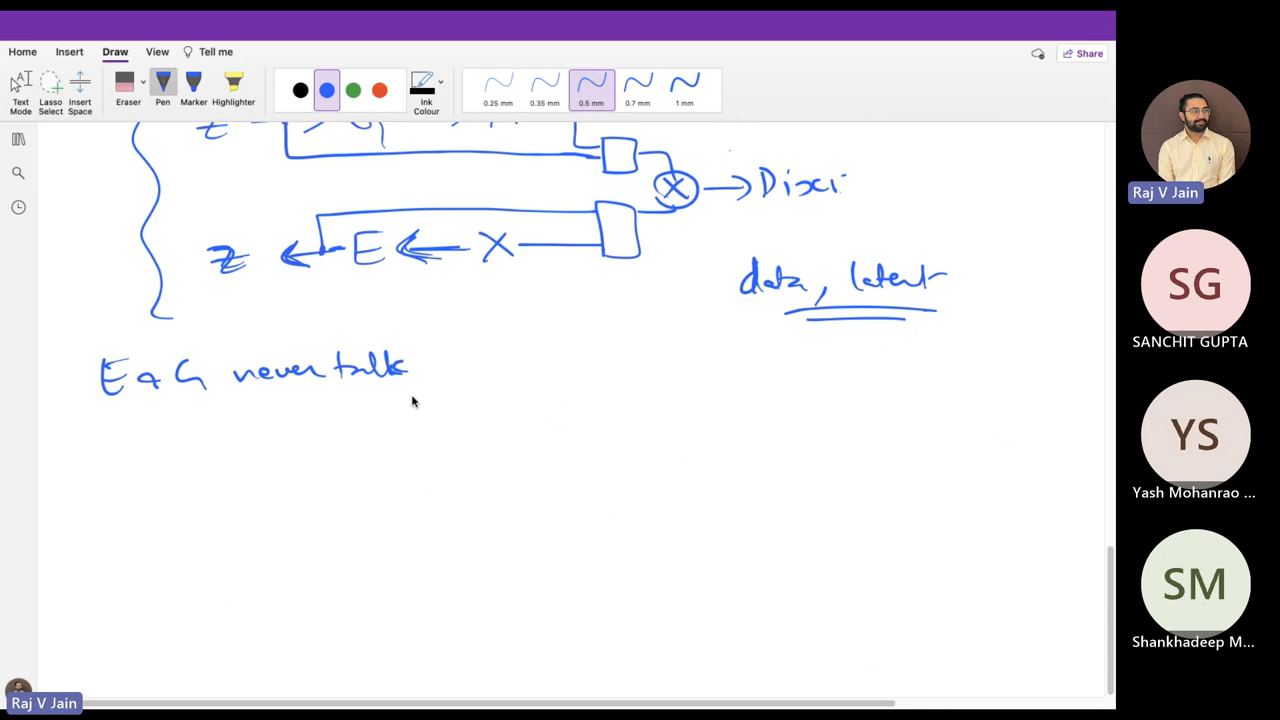 Home Insert Draw View Tell me
Share
Text Mode
Lasso Select
Insert Space
Eraser
Pen
Marker
Highlighter
Ink Colour
0.25 mm
0.35 mm
0.5 mm
0.7 mm
1 mm
Z
X → Disci
Z ← E ← X
data, latent
E & G never talk
Raj V Jain
SG
SANCHIT GUPTA
YS
Yash Mohanrao ...
SM
Shankhadeep M...
Raj V Jain